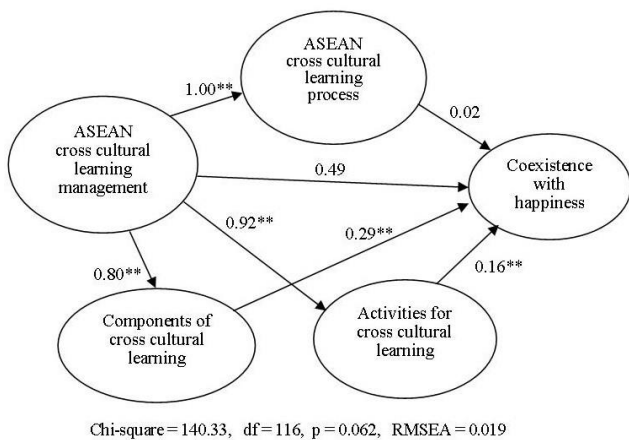 ASEAN
cross cultural
learning
process
1.00**
0.02
ASEAN
cross cultural
learning
management
0.49
Coexistence
with
happiness
0.92**
0.29**
0.80**
0.16**
Components of
cross cultural
learning
Activities for
cross cultural
learning
Chi-square = 140.33, df = 116, p = 0.062, RMSEA = 0.019